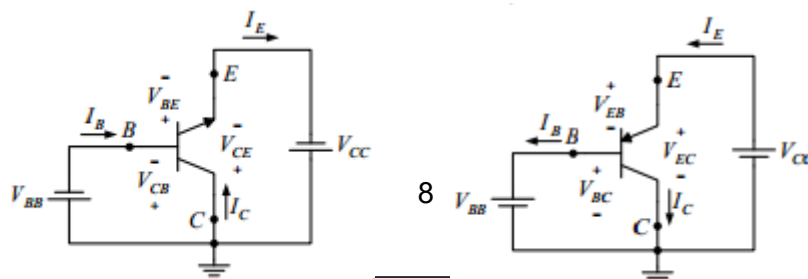 I_E
E
V_BE
- +
I_B
B
V_CE
- +
V_CC
V_CB
- +
V_BB
C
I_C
8
I_E
E
V_EB
+ -
I_B
B
V_EC
+ -
V_CC
V_BC
+ -
V_BB
C
I_C